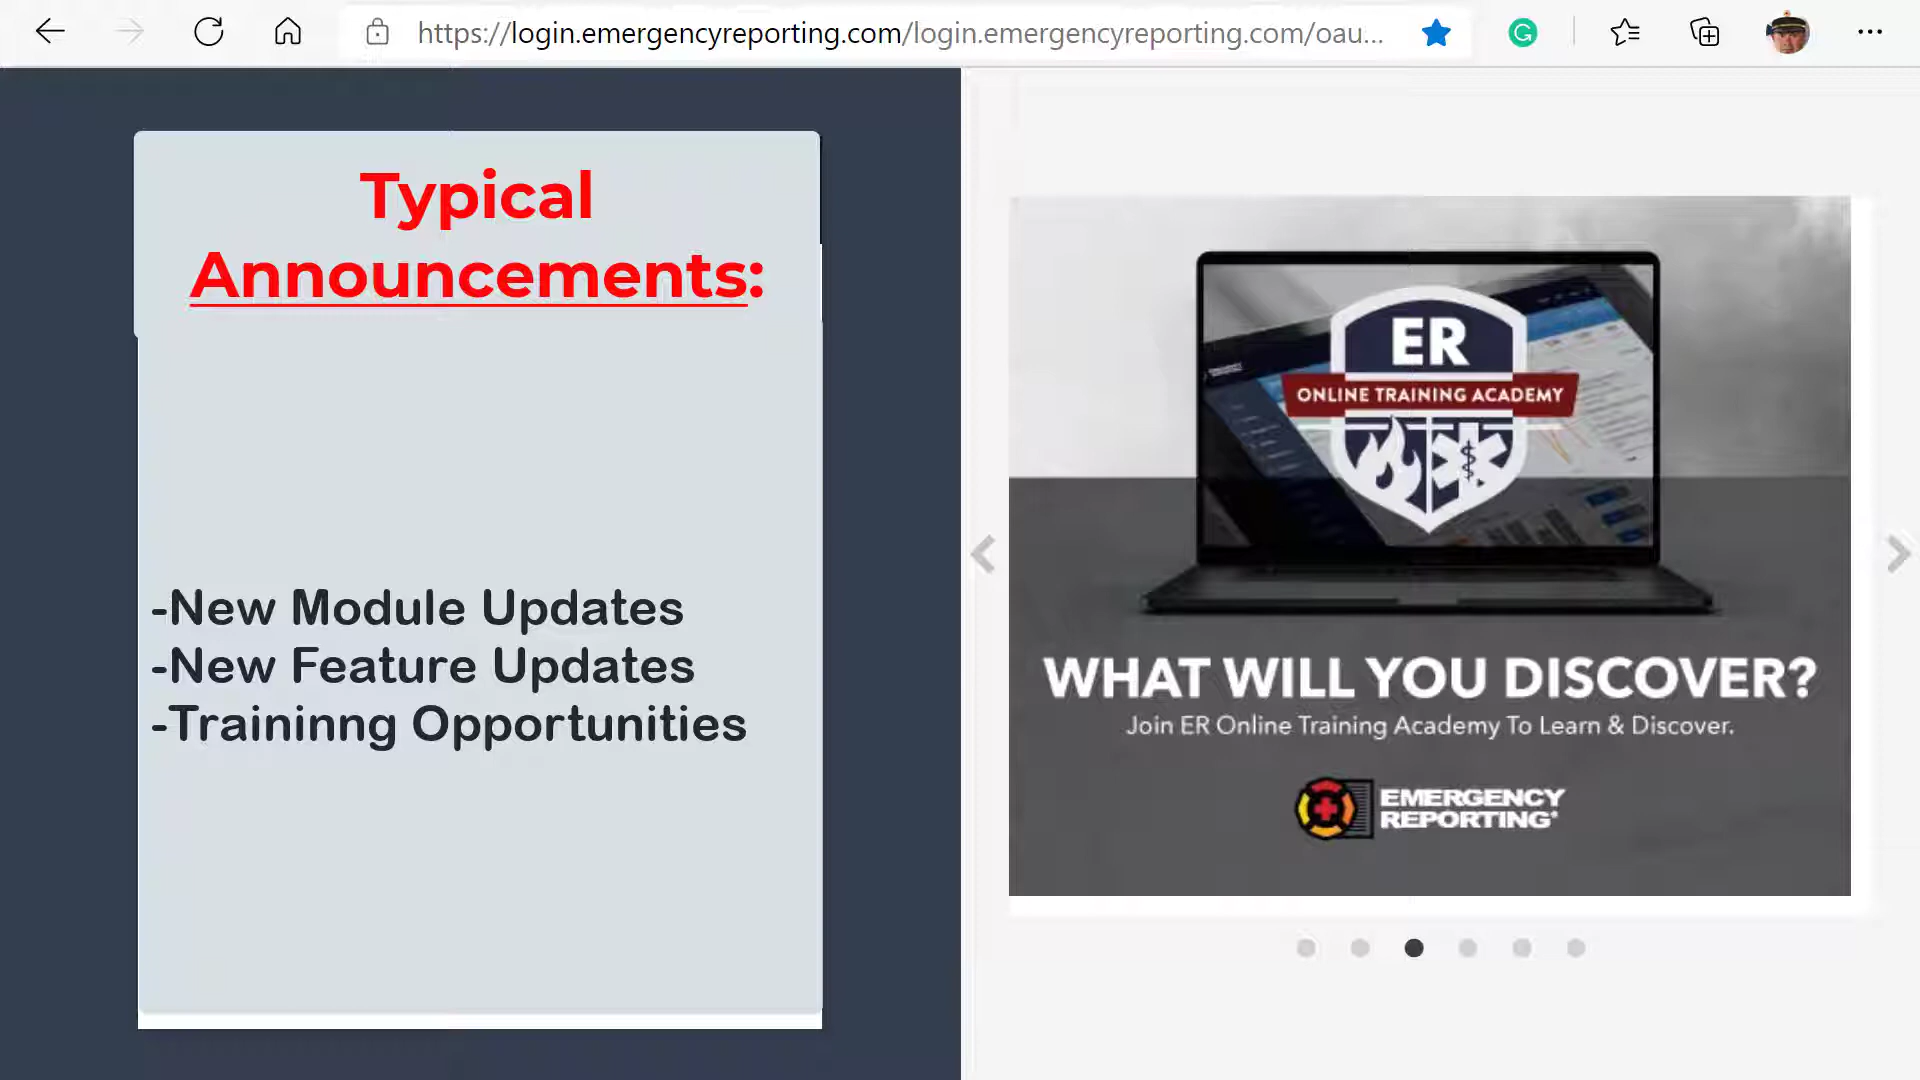 https://login.emergencyreporting.com/login.emergencyreporting.com/oau...
Typical
Announcements:
-New Module Updates
-New Feature Updates
-Traininng Opportunities
ER
ONLINE TRAINING ACADEMY
WHAT WILL YOU DISCOVER?
Join ER Online Training Academy To Learn & Discover.
EMERGENCY
REPORTING®